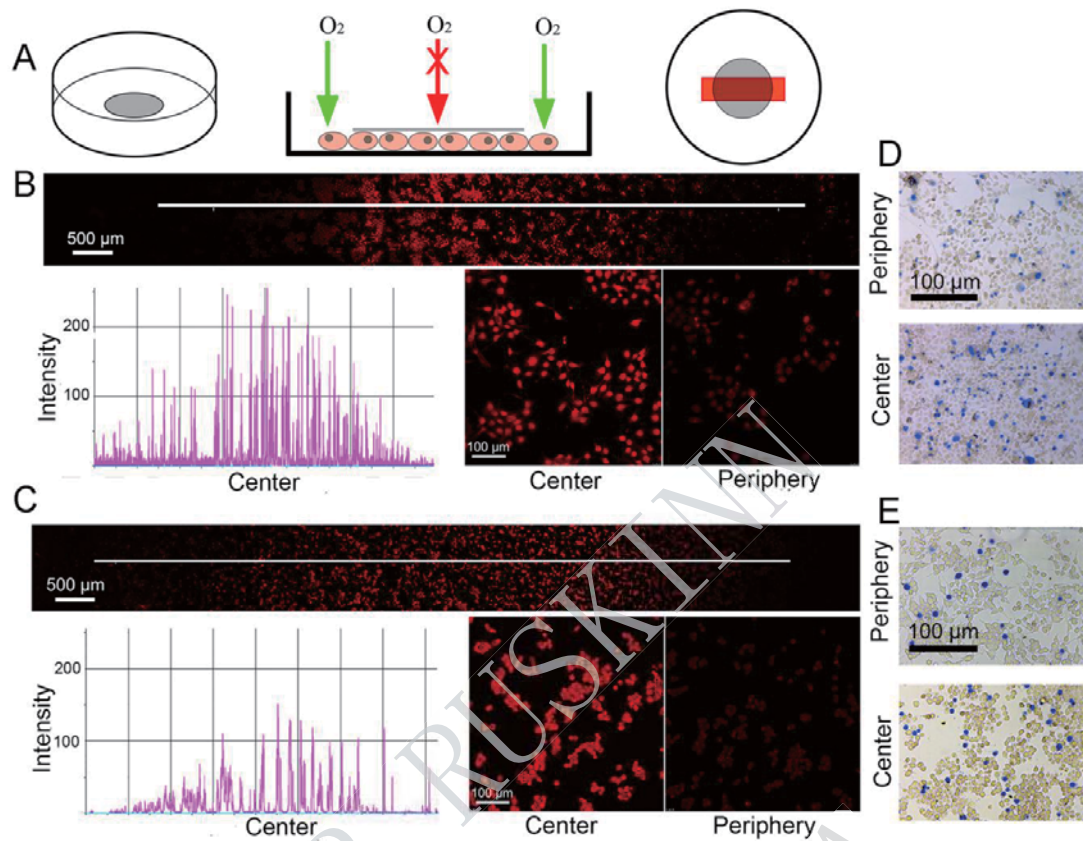 A
O₂ O₂ O₂
B
500 µm
Intensity
200
100
Center
100 µm
Center
Periphery
C
500 µm
Intensity
200
100
Center
100 µm
Center
Periphery
D
Periphery
100 µm
Center
E
Periphery
100 µm
Center
RUSKINN